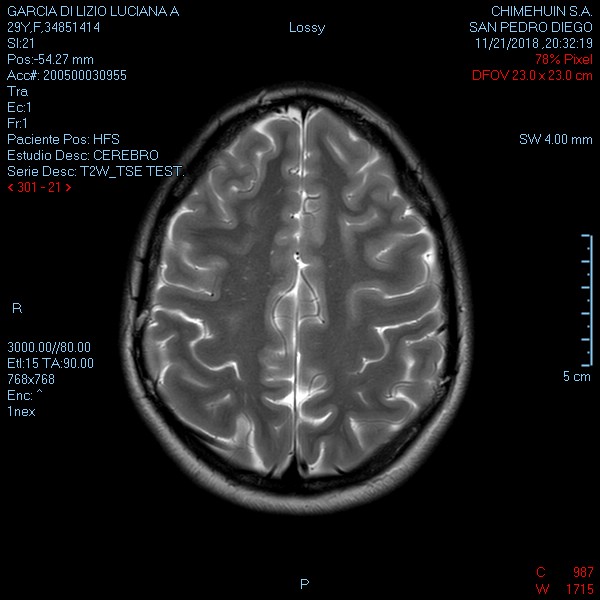 GARCIA DI LIZIO LUCIANA A
29Y,F,34851414
Sl:21
Pos:-54.27 mm
Acc#: 200500030955
Tra
Ec:1
Fr:1
Paciente Pos: HFS
Estudio Desc: CEREBRO
Serie Desc: T2W_TSE TEST.
< 301 - 21 >
Lossy
CHIMEHUIN S.A.
SAN PEDRO DIEGO
11/21/2018 ,20:32:19
78% Pixel
DFOV 23.0 x 23.0 cm
SW 4.00 mm
R
5 cm
3000.00//80.00
Etl:15 TA:90.00
768x768
Enc: ^
1nex
P
C 987
W 1715